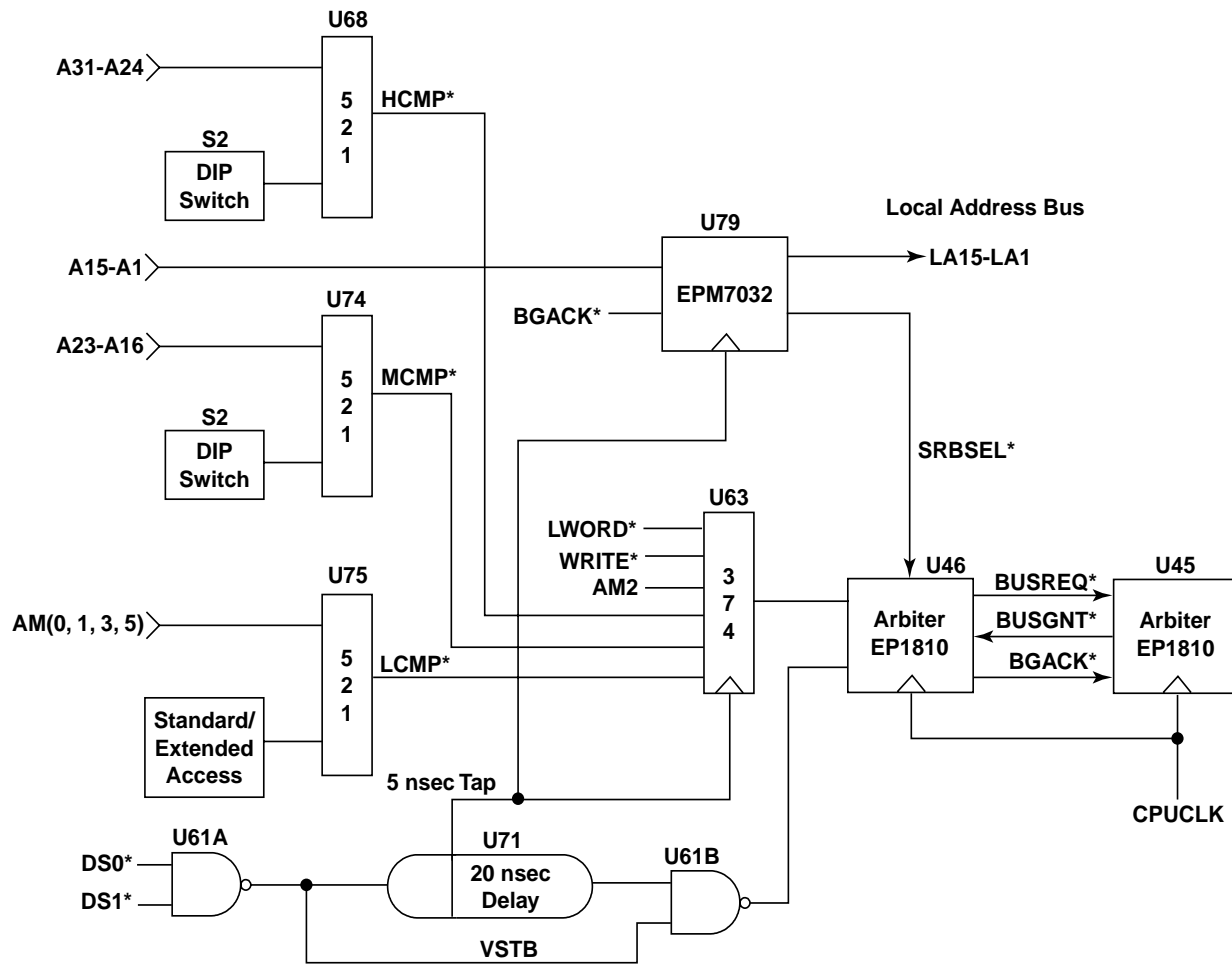 U68
A31-A24
5
2
1
HCMP*
S2
DIP
Switch
Local Address Bus
U79
A15-A1
LA15-LA1
EPM7032
BGACK*
U74
A23-A16
5
2
1
MCMP*
S2
DIP
Switch
SRBSEL*
U63
LWORD*
WRITE*
AM2
3
7
4
U46
Arbiter
EP1810
BUSREQ*
BUSGNT*
BGACK*
U45
Arbiter
EP1810
U75
AM(0, 1, 3, 5)
5
2
1
LCMP*
Standard/
Extended
Access
5 nsec Tap
CPUCLK
U61A
DS0*
DS1*
U71
20 nsec
Delay
U61B
VSTB